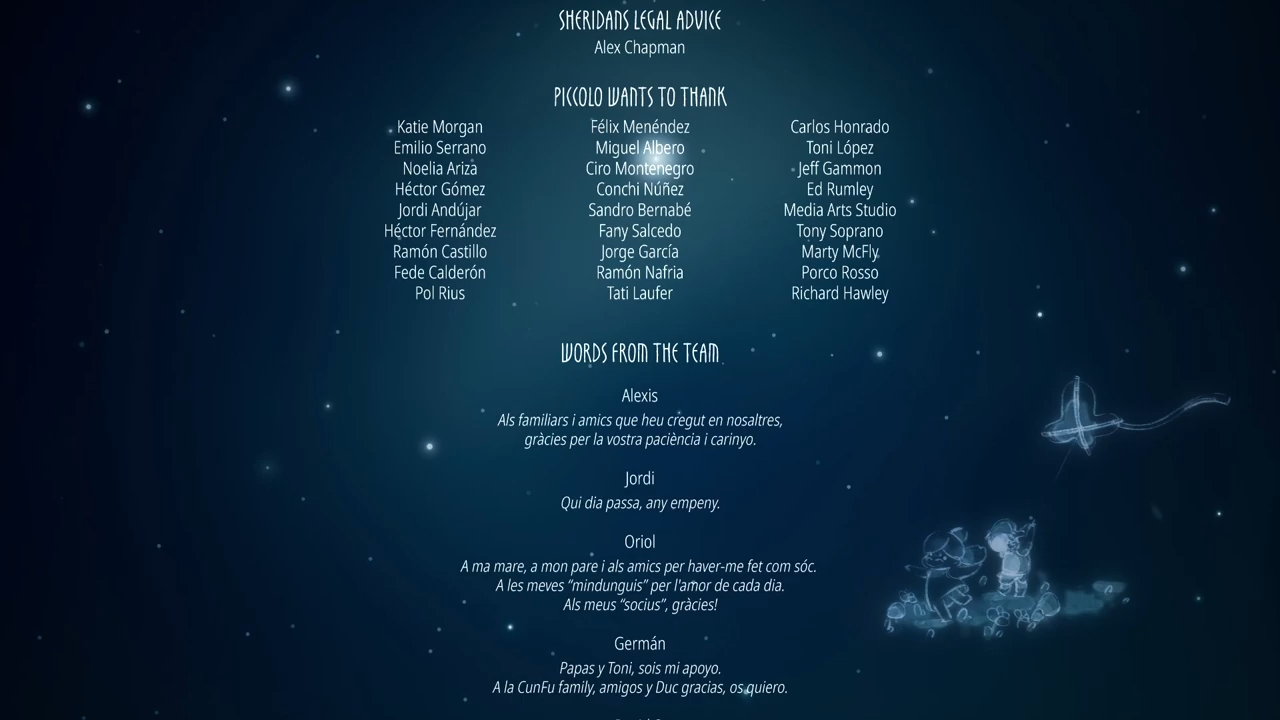 SHERIDANS LEGAL ADVICE
Alex Chapman
PICCOLO WANTS TO THANK
Katie Morgan
Emilio Serrano
Noelia Ariza
Héctor Gómez
Jordi Andújar
Héctor Fernández
Ramón Castillo
Fede Calderón
Pol Rius
Félix Menéndez
Miguel Albero
Ciro Montenegro
Conchi Núñez
Sandro Bernabé
Fany Salcedo
Jorge García
Ramón Nafria
Tati Laufer
Carlos Honrado
Toni López
Jeff Gammon
Ed Rumley
Media Arts Studio
Tony Soprano
Marty McFly
Porco Rosso
Richard Hawley
WORDS FROM THE TEAM
Alexis
Als familiars i amics que heu cregut en nosaltres,
gràcies per la vostra paciència i carinyo.
Jordi
Qui dia passa, any empeny.
Oriol
A ma mare, a mon pare i als amics per haver-me fet com sóc.
A les meves “mindunguis” per l'amor de cada dia.
Als meus “socius”, gràcies!
Germán
Papas y Toni, sois mi apoyo.
A la CunFu family, amigos y Duc gracias, os quiero.